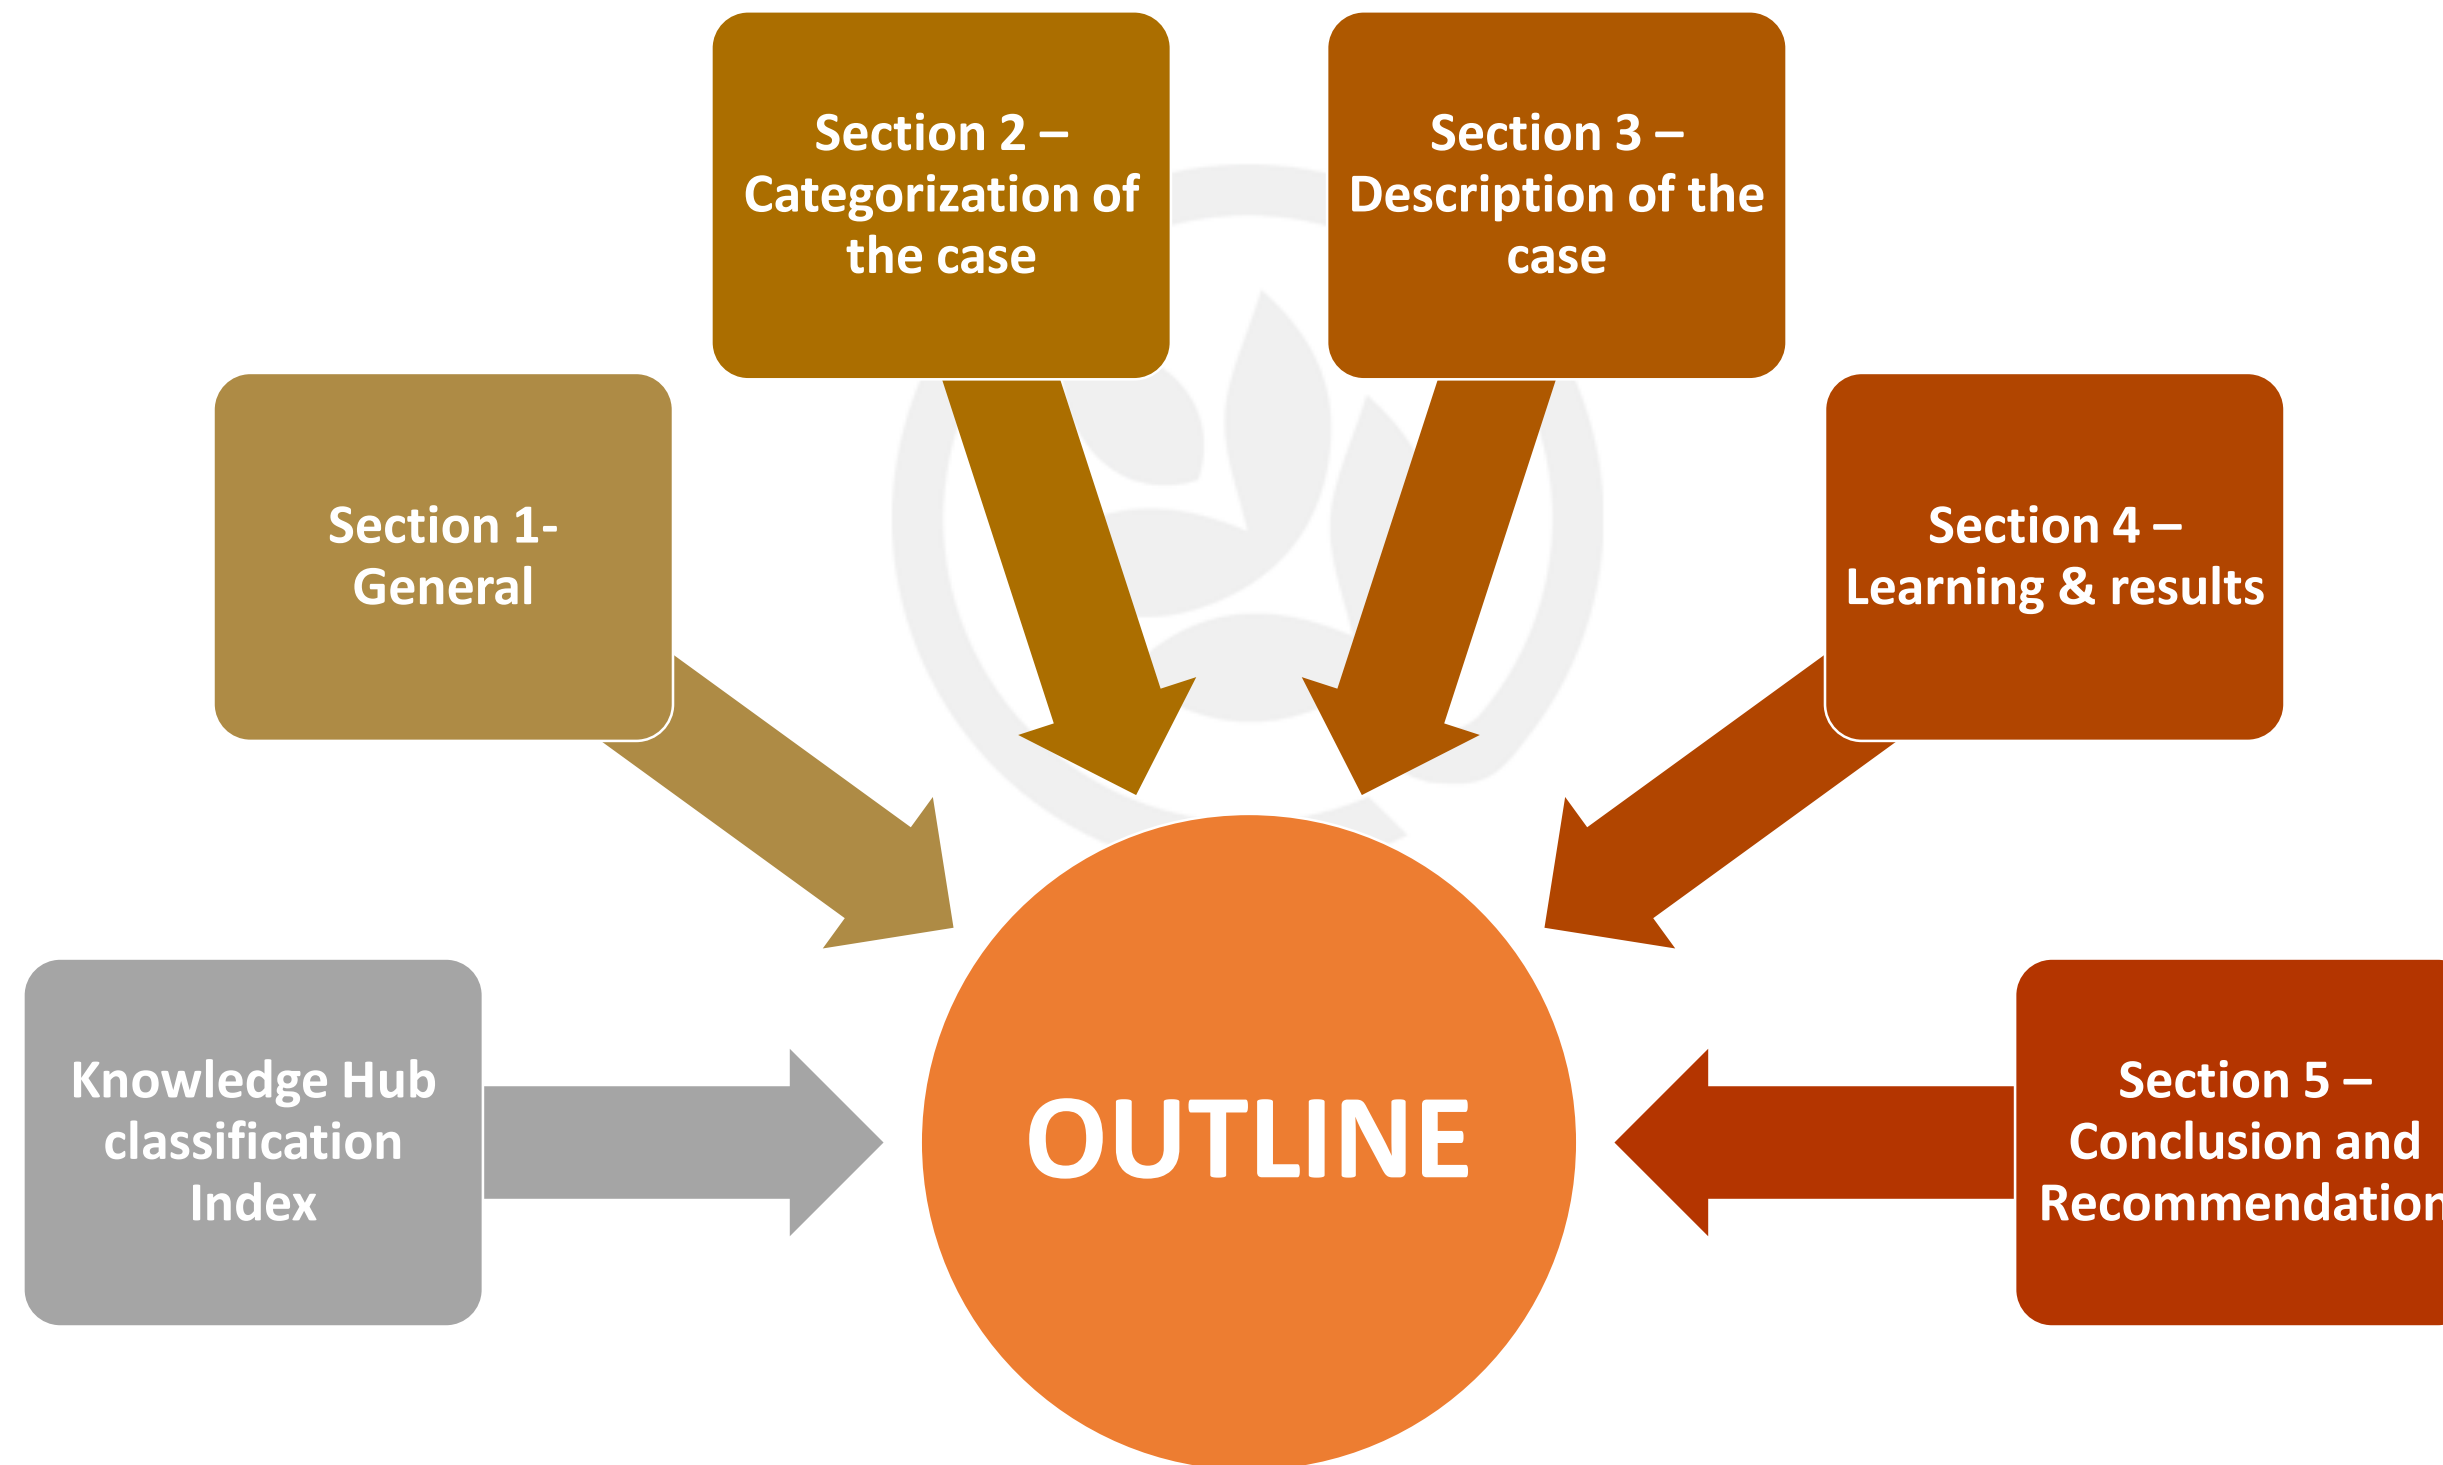 Section 2 –
Categorization of
the case
Section 3 –
Description of the
case
Section 1-
General
Section 4 –
Learning & results
Knowledge Hub
classification
Index
OUTLINE
Section 5 –
Conclusion and
Recommendation